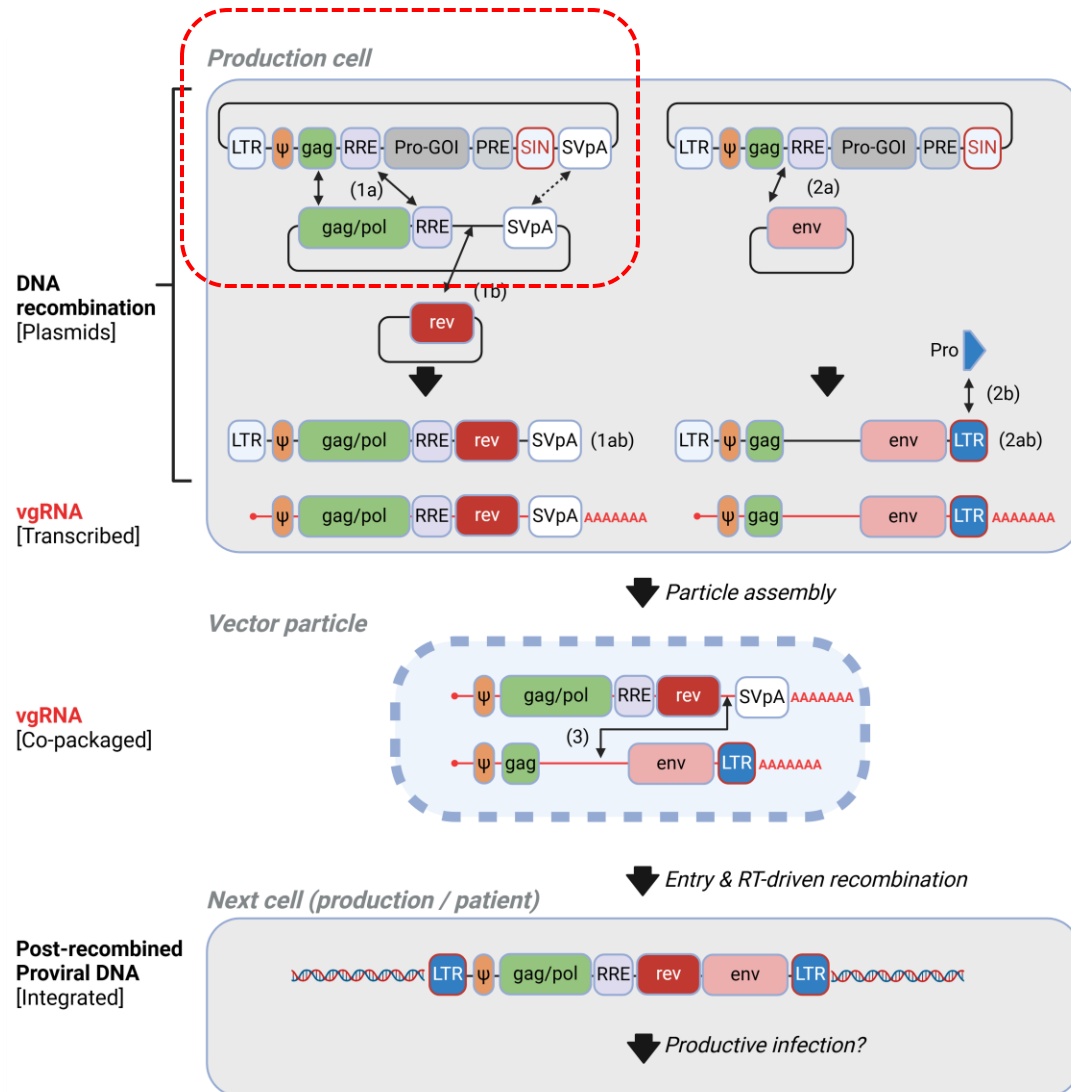 Production cell
LTR ψ gag RRE Pro-GOI PRE SIN SVpA
LTR ψ gag RRE Pro-GOI PRE SIN
(1a)
(2a)
gag/pol RRE SVpA
env
DNA
recombination
[Plasmids]
(1b)
rev
Pro
(2b)
LTR ψ gag/pol RRE rev SVpA (1ab)
LTR ψ gag env LTR (2ab)
vgRNA
[Transcribed]
ψ gag/pol RRE rev SVpA AAAAAAA
ψ gag env LTR AAAAAAA
Particle assembly
Vector particle
vgRNA
[Co-packaged]
ψ gag/pol RRE rev SVpA AAAAAAA
(3)
ψ gag env LTR AAAAAAA
Entry & RT-driven recombination
Next cell (production / patient)
Post-recombined
Proviral DNA
[Integrated]
LTR ψ gag/pol RRE rev env LTR
Productive infection?